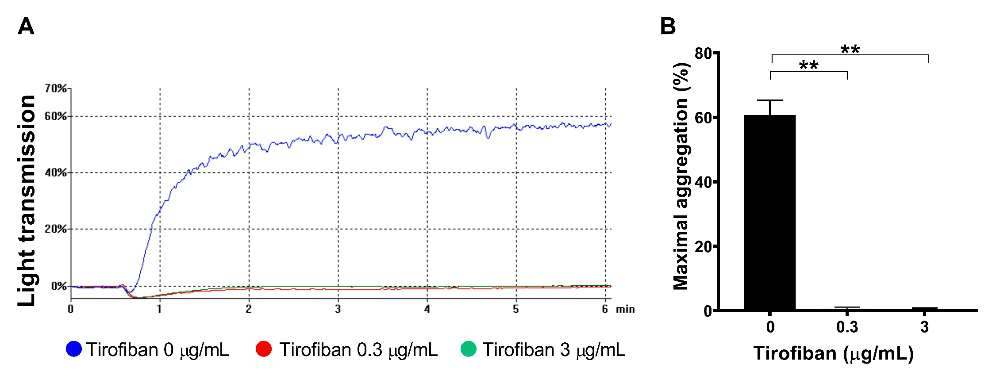 A
Light transmission
70%
60%
40%
20%
0%
0 1 2 3 4 5 6 min
Tirofiban 0 μg/mL Tirofiban 0.3 μg/mL Tirofiban 3 μg/mL
B
Maximal aggregation (%)
80
60
40
20
0
**
**
0 0.3 3
Tirofiban (μg/mL)